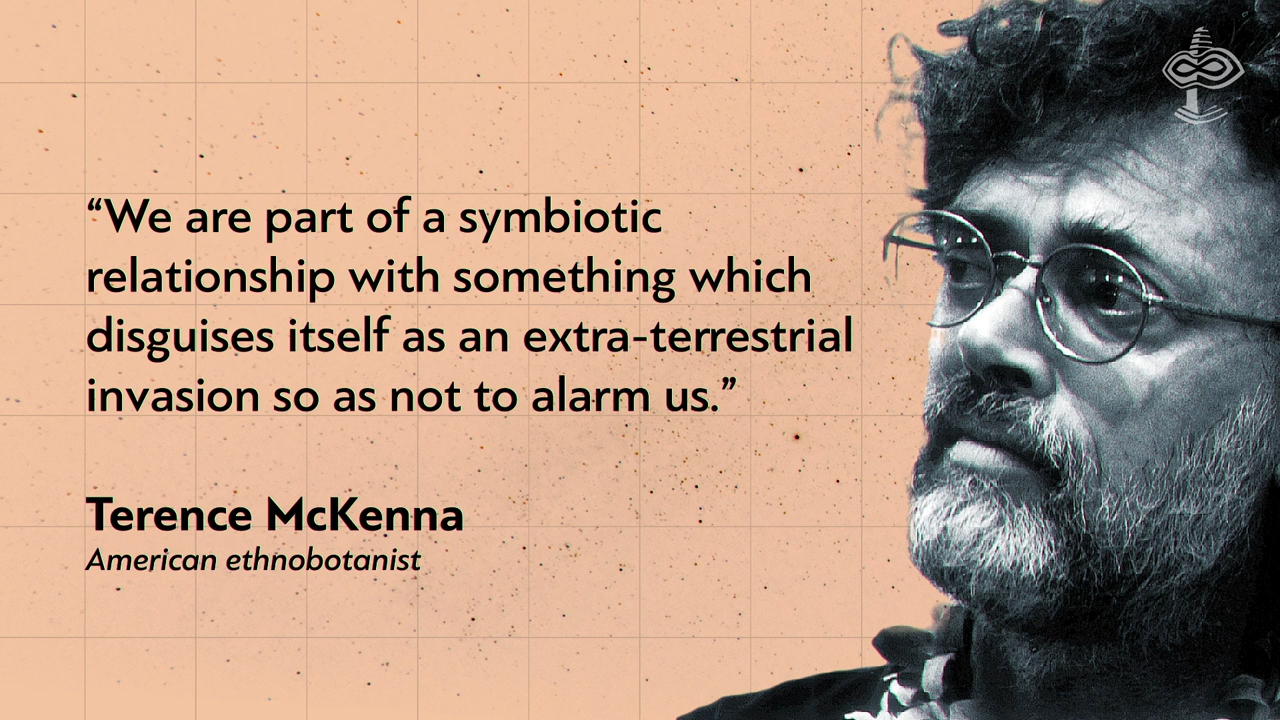 “We are part of a symbiotic
relationship with something which
disguises itself as an extra-terrestrial
invasion so as not to alarm us.”
Terence McKenna
American ethnobotanist